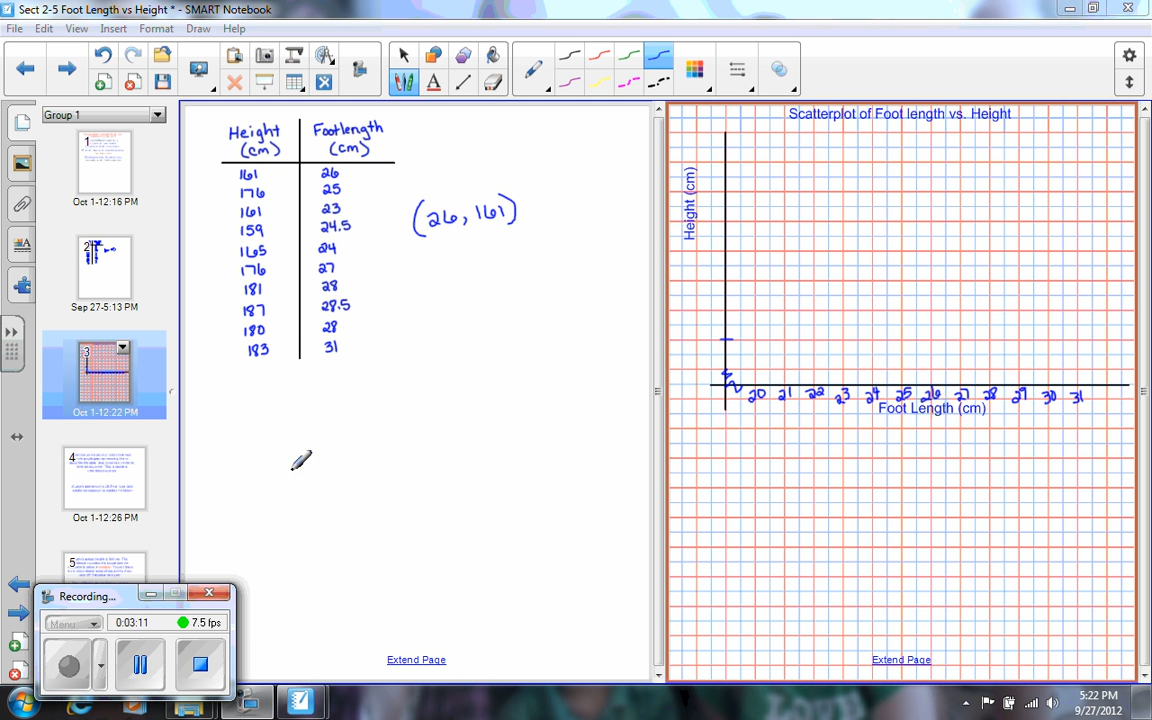 Sect 2-5 Foot Length vs Height * - SMART Notebook
File Edit View Insert Format Draw Help
Group 1
1
Oct 1-12:16 PM
2
Sep 27-5:13 PM
3
Oct 1-12:22 PM
4
Oct 1-12:26 PM
5
Height (cm) Footlength (cm)
161 26
176 25
161 23
159 24.5
165 24
176 27
181 28
187 28.5
180 28
183 31
(26, 161)
Extend Page
Scatterplot of Foot length vs. Height
Height (cm)
20 21 22 23 24 25 26 27 28 29 30 31
Foot Length (cm)
Extend Page
Recording...
Menu 0:03:11 7.5 fps
5:22 PM
9/27/2012